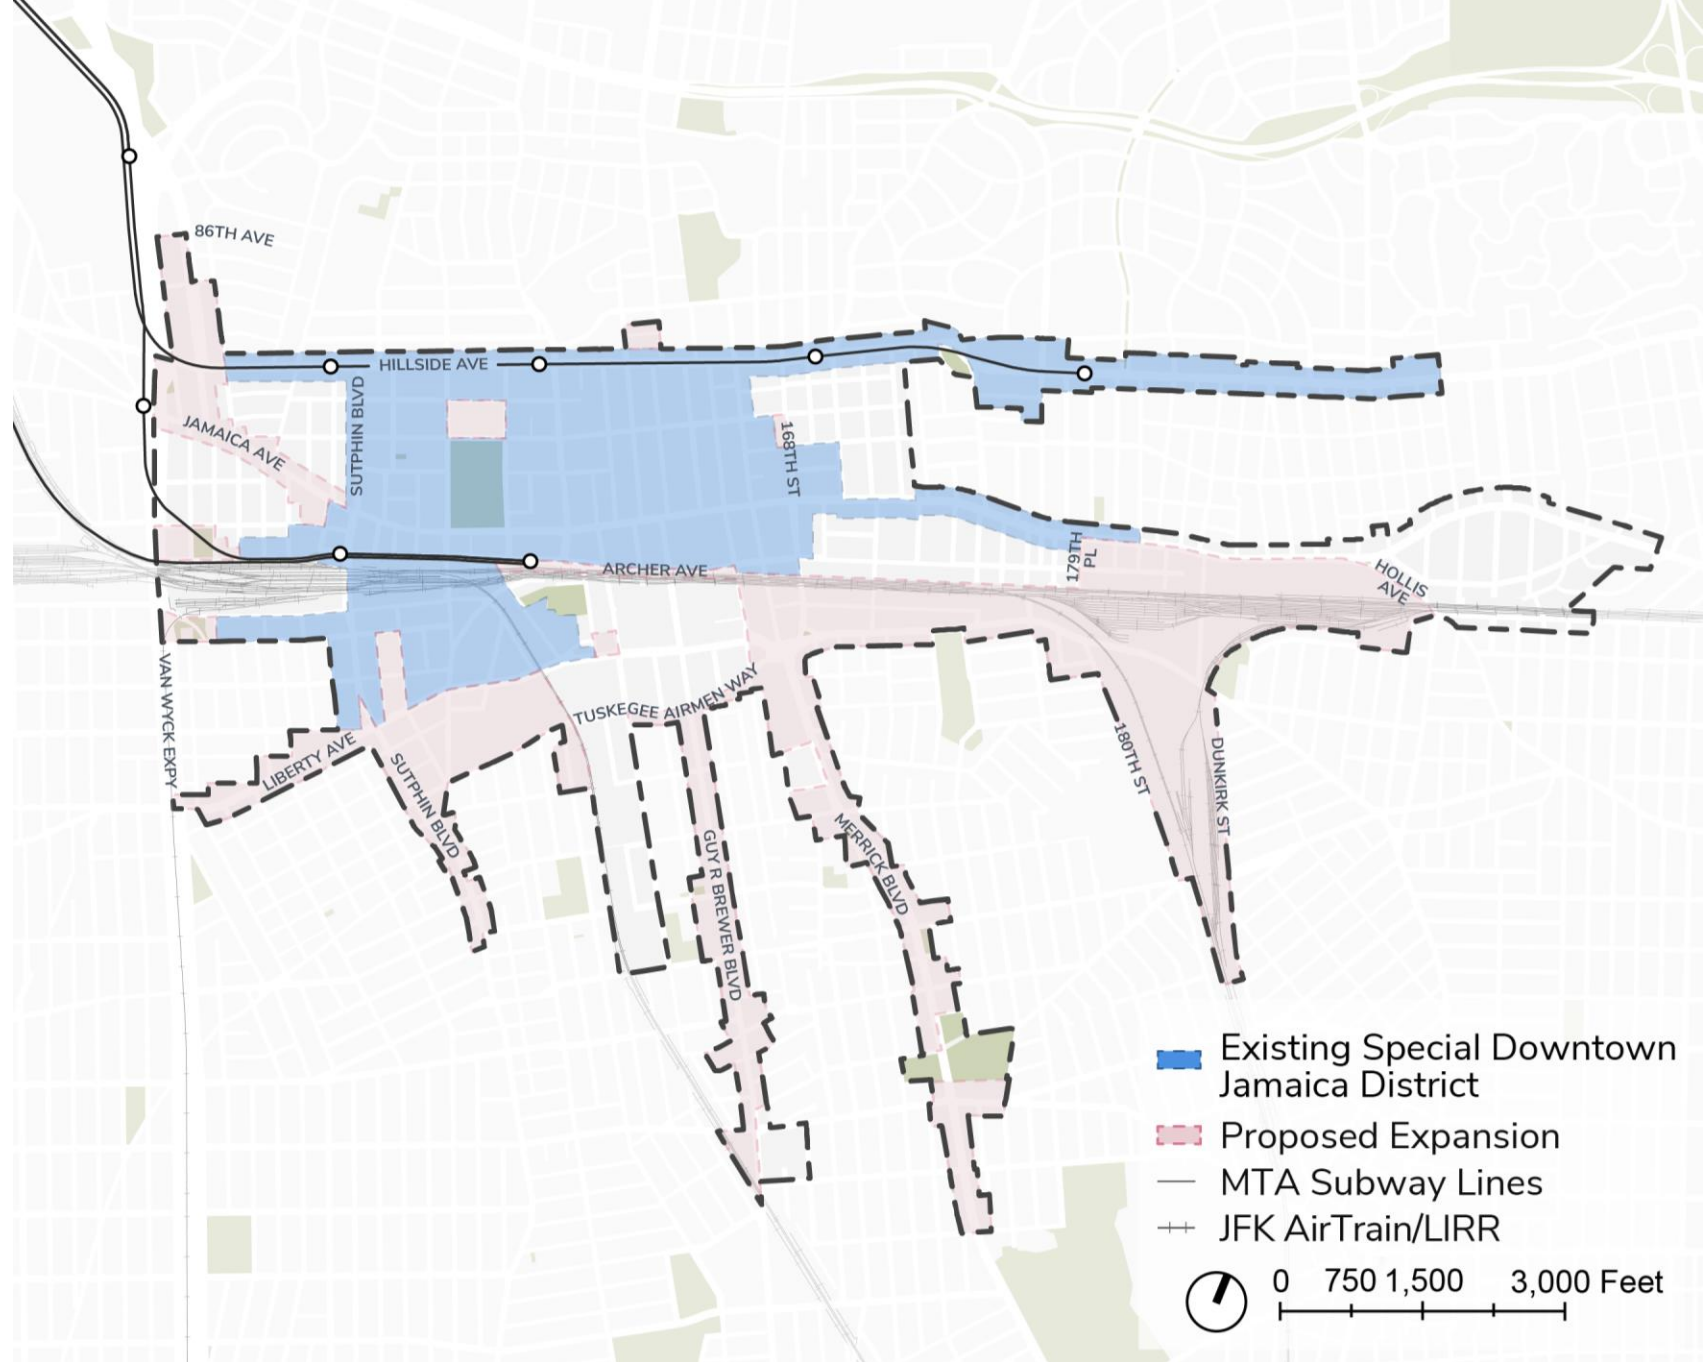 86TH AVE
HILLSIDE AVE
SUTPHIN BLVD
JAMAICA AVE
168TH ST
ARCHER AVE
179TH
PL
HOLLIS
AVE
VAN WYCK EXPY
TUSKEGEE AIRMEN WAY
LIBERTY AVE
SUTPHIN BLVD
180TH ST
DUNKIRK ST
GUY R BREWER BLVD
MERRICK BLVD
Existing Special Downtown
Jamaica District
Proposed Expansion
MTA Subway Lines
JFK AirTrain/LIRR
0 750 1,500 3,000 Feet